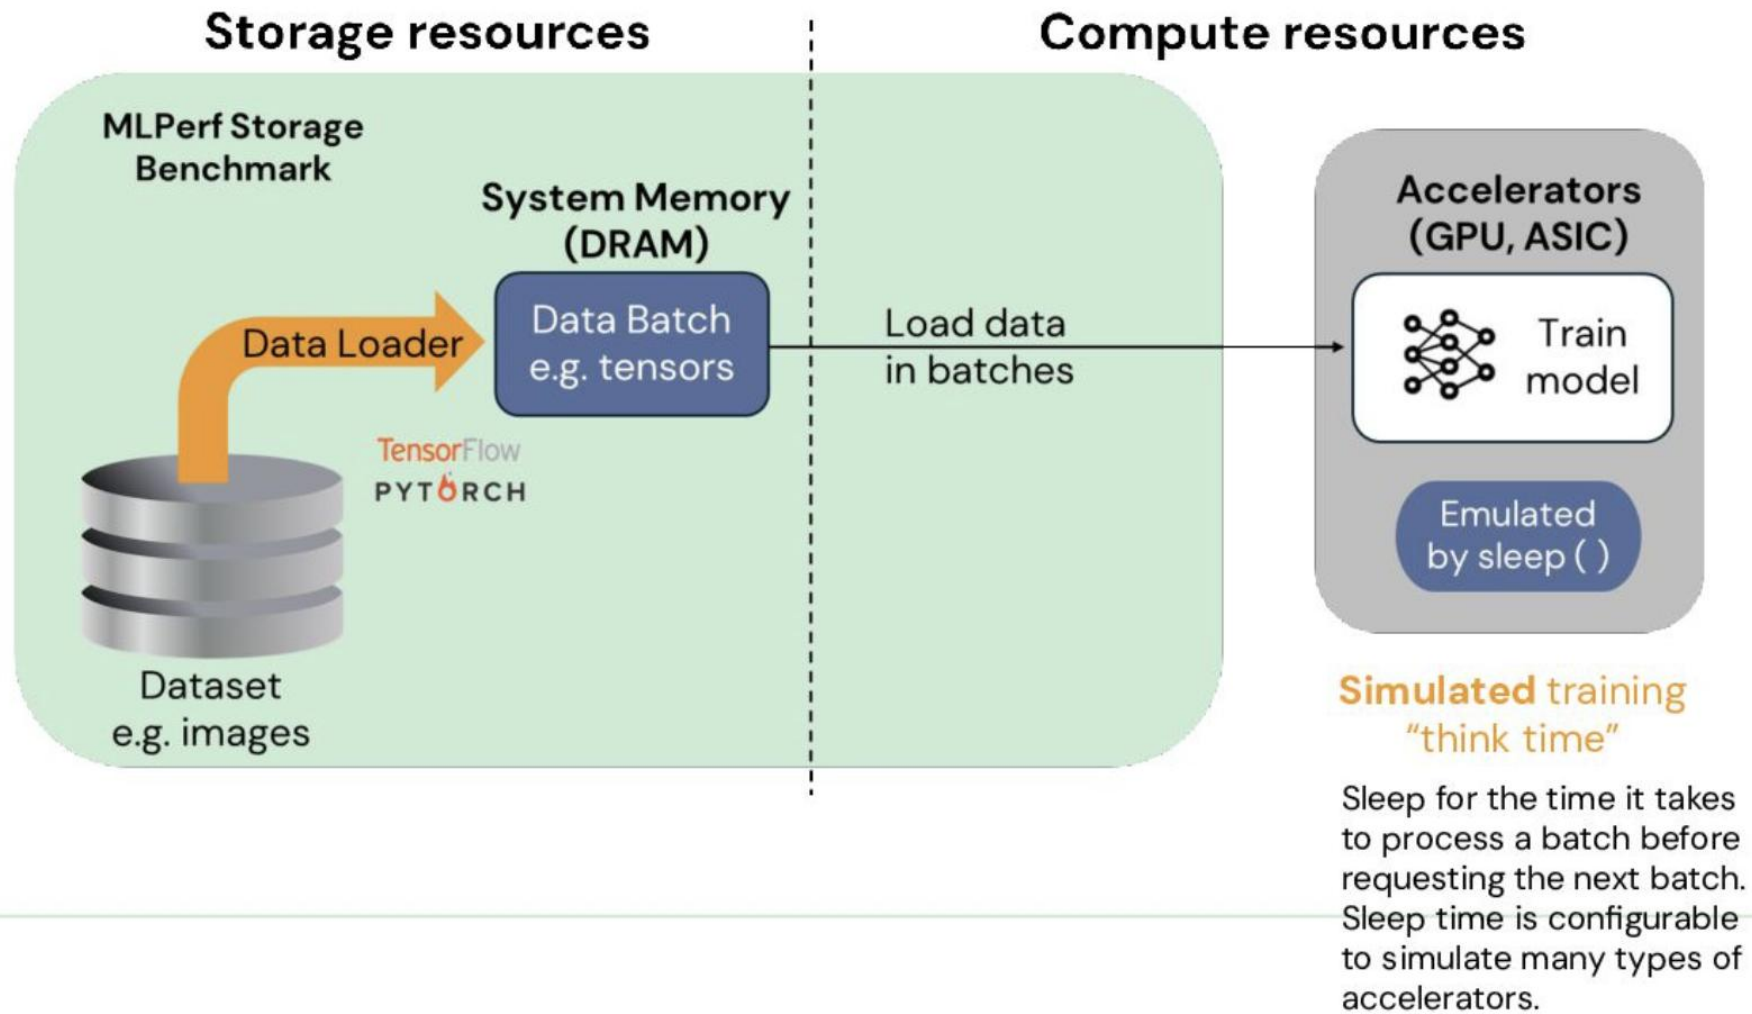 Storage resources
Compute resources
MLPerf Storage
Benchmark
System Memory
(DRAM)
Data Batch
e.g. tensors
Data Loader
TensorFlow
PYTORCH
Dataset
e.g. images
Load data
in batches
Accelerators
(GPU, ASIC)
Train
model
Emulated
by sleep ( )
Simulated training
“think time”
Sleep for the time it takes
to process a batch before
requesting the next batch.
Sleep time is configurable
to simulate many types of
accelerators.